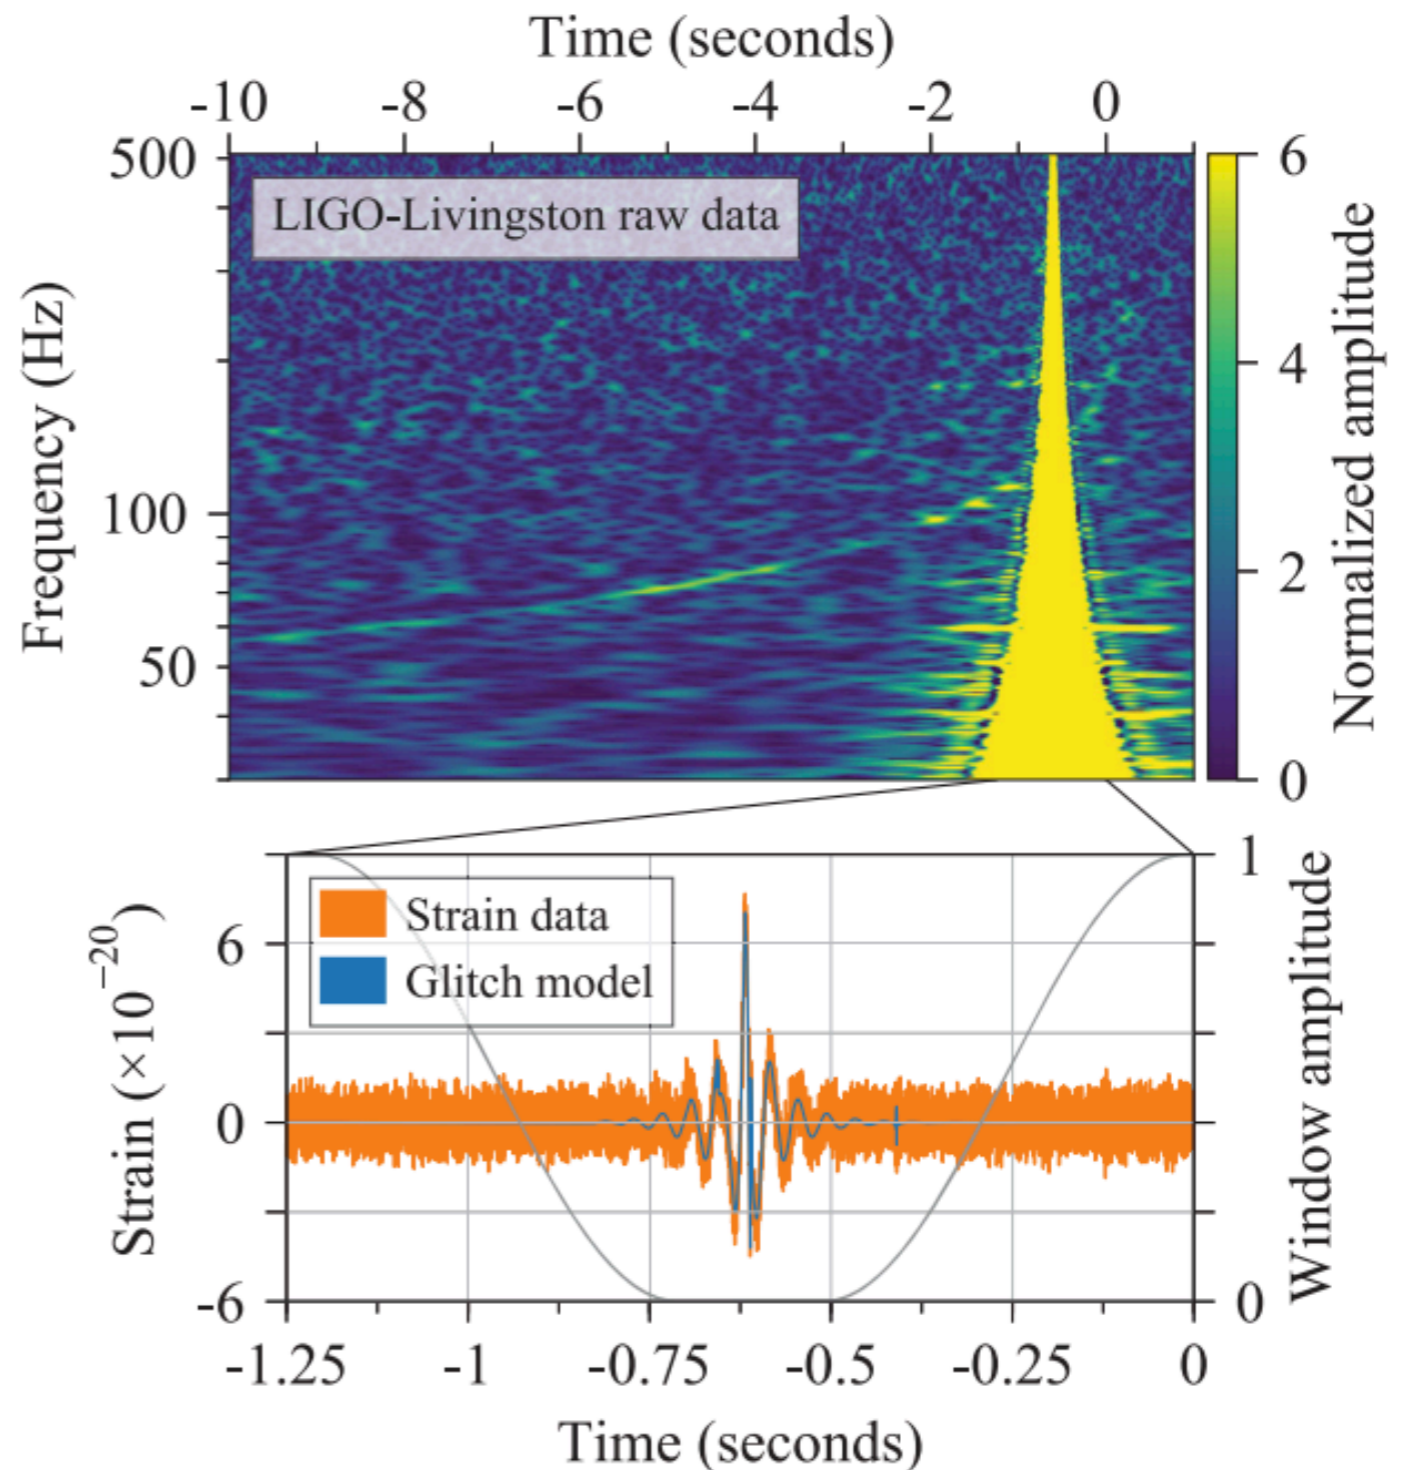 Time (seconds)
-10 -8 -6 -4 -2 0
500
100
50
Frequency (Hz)
LIGO-Livingston raw data
6
4
2
0
Normalized amplitude
Strain data
Glitch model
6
0
-6
Strain (×10⁻²⁰)
1
0
Window amplitude
-1.25 -1 -0.75 -0.5 -0.25 0
Time (seconds)